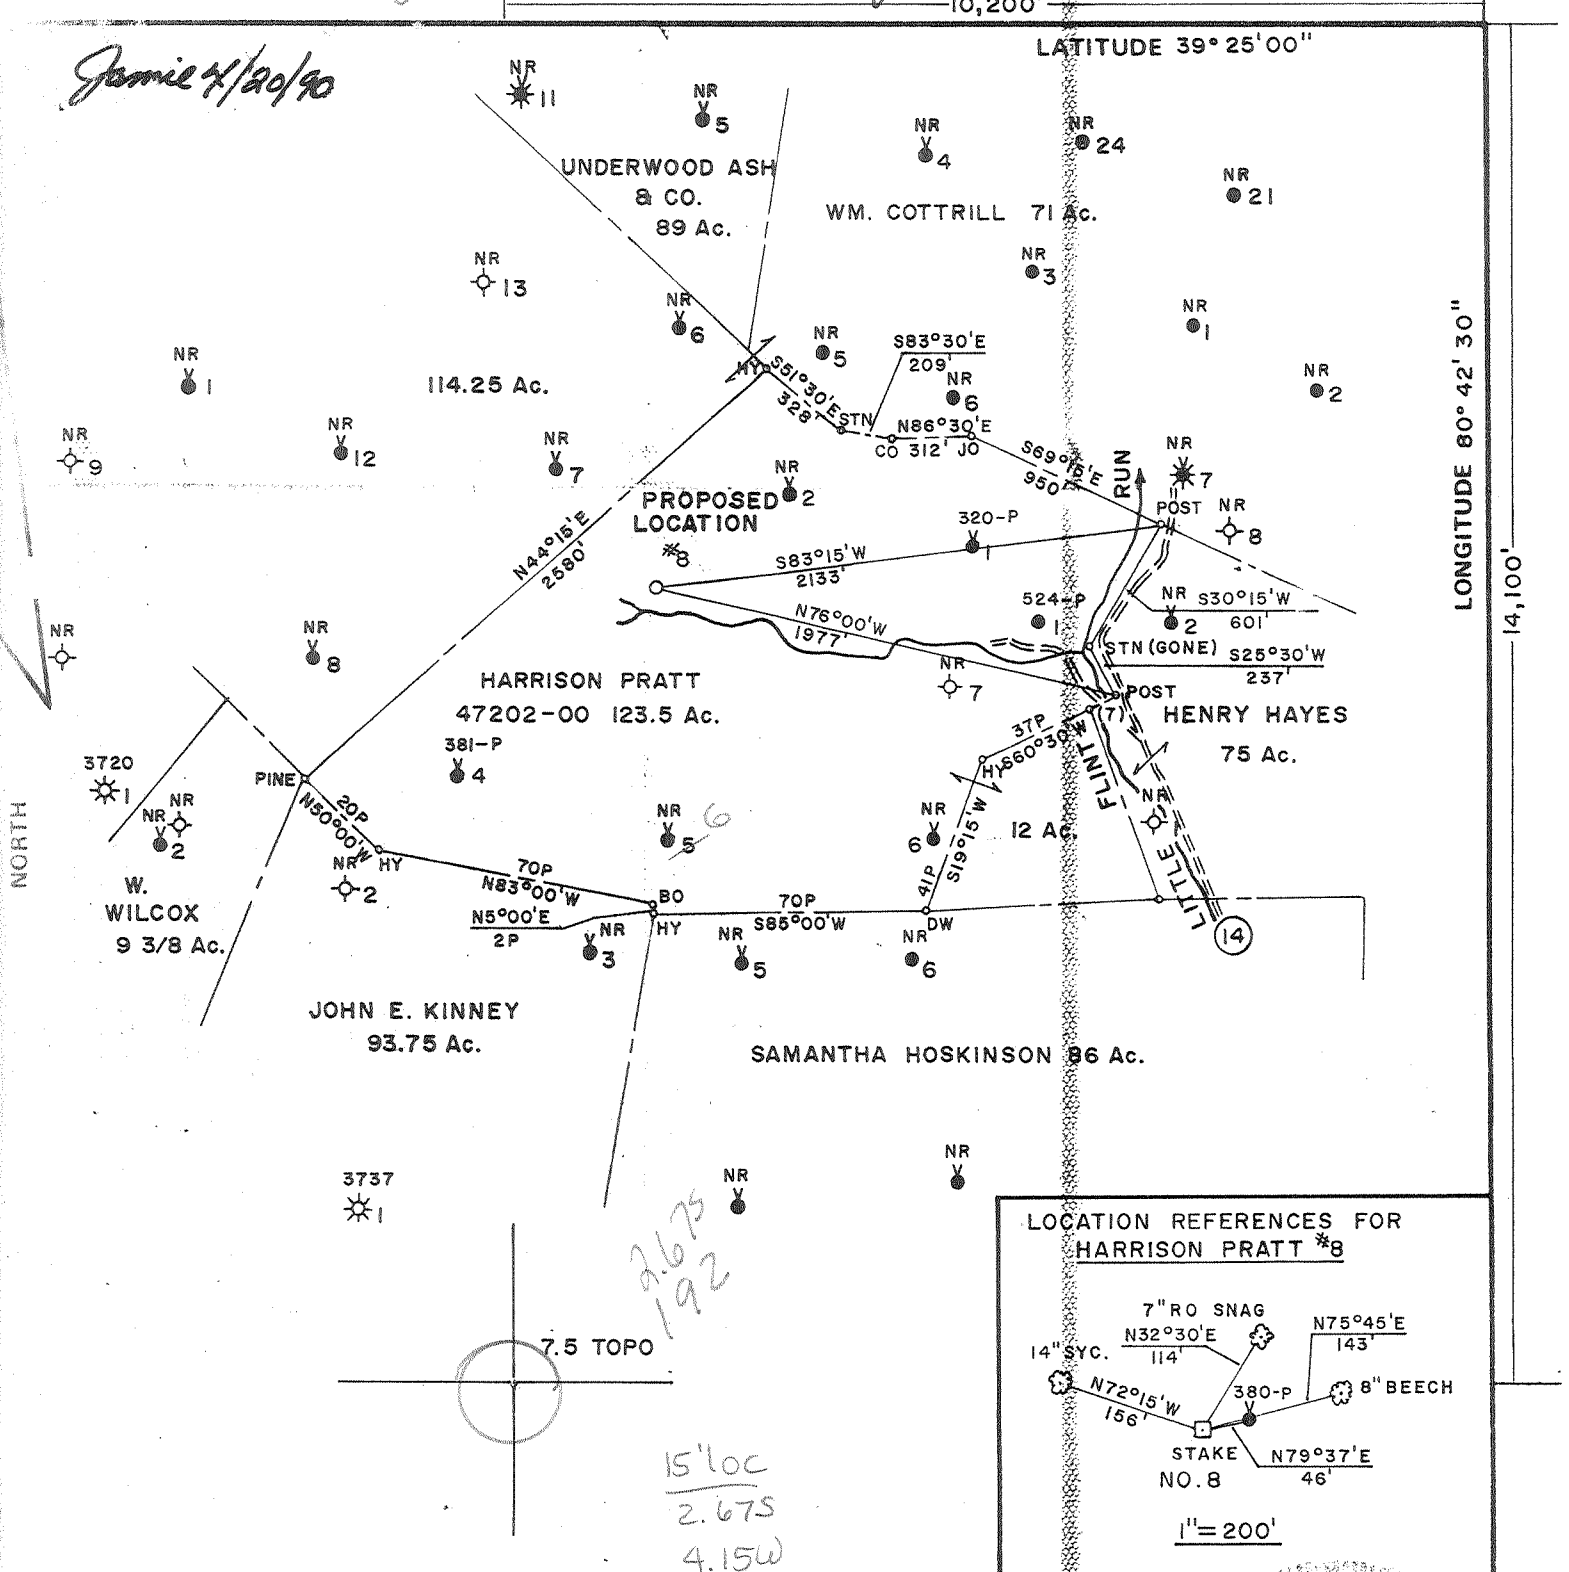 10,200'
LATITUDE 39° 25' 00"
Jamie 4/20/90
NR
11
NR
5
NR
4
NR
24
NR
21
UNDERWOOD ASH
& CO.
89 Ac.
WM. COTTRILL 71 Ac.
NR
13
NR
3
NR
6
NR
5
S83°30'E
209'
NR
1
NR
1
114.25 Ac.
HY
S51°30'E
328'
STN
NR
6
NR
2
N86°30'E
CO 312' JO
NR
9
NR
12
NR
7
S69°15'E
950'
RUN
NR
7
NR
2
PROPOSED
LOCATION
#8
POST
NR
8
320-P
1
N44°15'E
2580'
S83°15'W
2133'
N76°00'W
1977'
524-P
1
NR
2
S30°15'W
601'
LONGITUDE 80° 42' 30"
14,100'
NR
NR
8
STN (GONE)
S25°30'W
237'
HARRISON PRATT
47202-00 123.5 Ac.
NR
7
POST
(7)
HENRY HAYES
75 Ac.
37P
S60°30'W
HY
FLINT
381-P
4
3720
1
PINE
20P
N50°00'W
HY
NR
NR
2
NORTH
NR
5
6
6
NR
12 Ac.
NR
1
S19°15'W
41P
NR
2
70P
N83°00'W
BO
HY
N5°00'E
2P
70P
S85°00'W
DW
LITTLE
14
W.
WILCOX
9 3/8 Ac.
NR
3
NR
5
NR
6
JOHN E. KINNEY
93.75 Ac.
SAMANTHA HOSKINSON 86 Ac.
3737
1
NR
NR
2.67S
192
7.5 TOPO
15' loc
2.67S
4.15W
LOCATION REFERENCES FOR
HARRISON PRATT #8
7" RO SNAG
N32°30'E
114'
N75°45'E
143'
14" SYC.
N72°15'W
156'
380-P
8" BEECH
STAKE
NO. 8
N79°37'E
46'
1"=200'